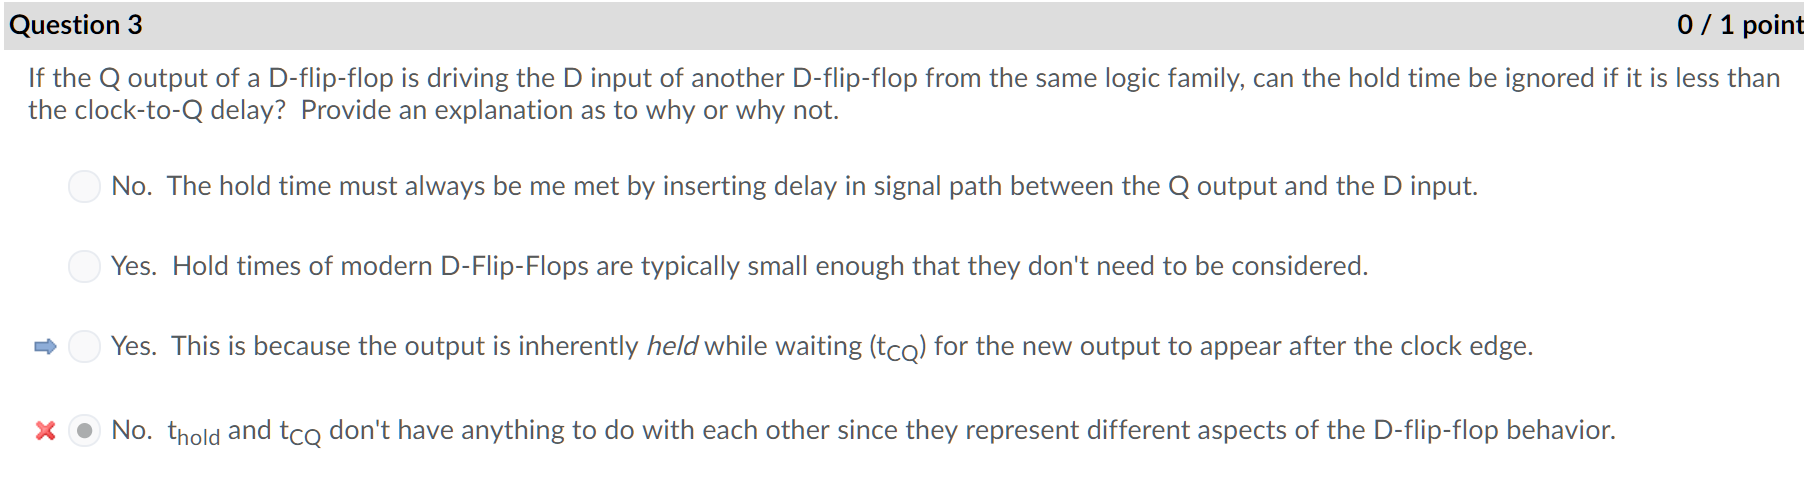 Question 3
0 / 1 point
If the Q output of a D-flip-flop is driving the D input of another D-flip-flop from the same logic family, can the hold time be ignored if it is less than
the clock-to-Q delay?  Provide an explanation as to why or why not.
No.  The hold time must always be me met by inserting delay in signal path between the Q output and the D input.
Yes.  Hold times of modern D-Flip-Flops are typically small enough that they don't need to be considered.
Yes.  This is because the output is inherently held while waiting (tCQ) for the new output to appear after the clock edge.
No.  thold and tCQ don't have anything to do with each other since they represent different aspects of the D-flip-flop behavior.